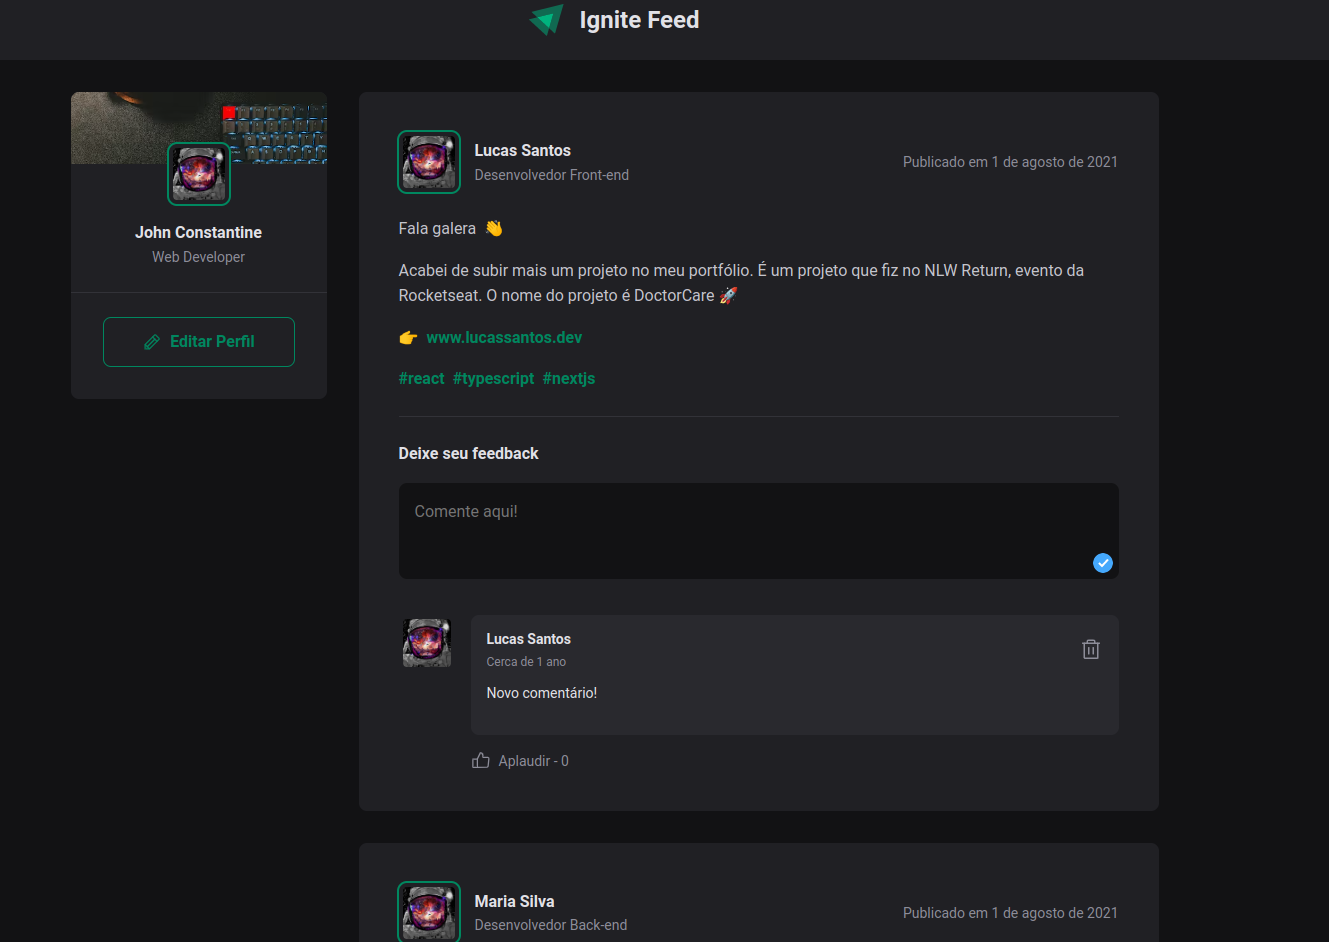 Ignite Feed
John Constantine
Web Developer
Editar Perfil
Lucas Santos
Desenvolvedor Front-end
Publicado em 1 de agosto de 2021
Fala galera 👋
Acabei de subir mais um projeto no meu portfólio. É um projeto que fiz no NLW Return, evento da
Rocketseat. O nome do projeto é DoctorCare 🚀
👉 www.lucassantos.dev
#react #typescript #nextjs
Deixe seu feedback
Comente aqui!
Lucas Santos
Cerca de 1 ano
Novo comentário!
Aplaudir - 0
Maria Silva
Desenvolvedor Back-end
Publicado em 1 de agosto de 2021